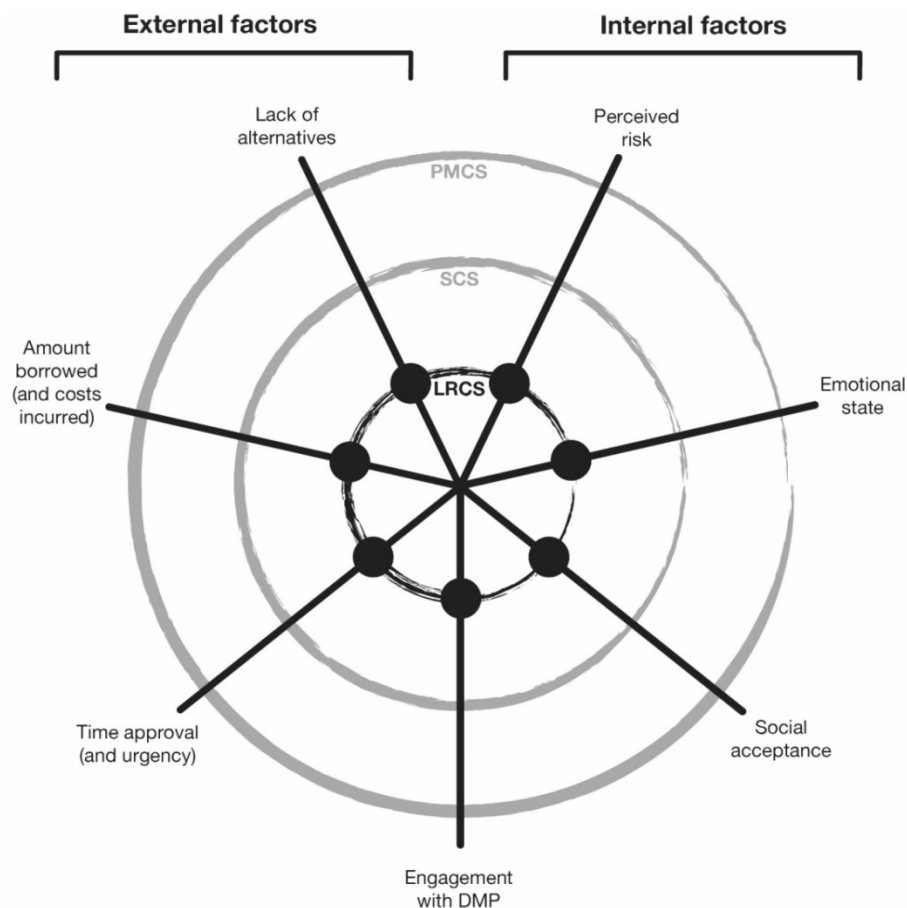 External factors
Internal factors
Lack of
alternatives
Perceived
risk
PMCS
SCS
LRCS
Amount
borrowed
(and costs
incurred)
Emotional
state
Time approval
(and urgency)
Social
acceptance
Engagement
with DMP